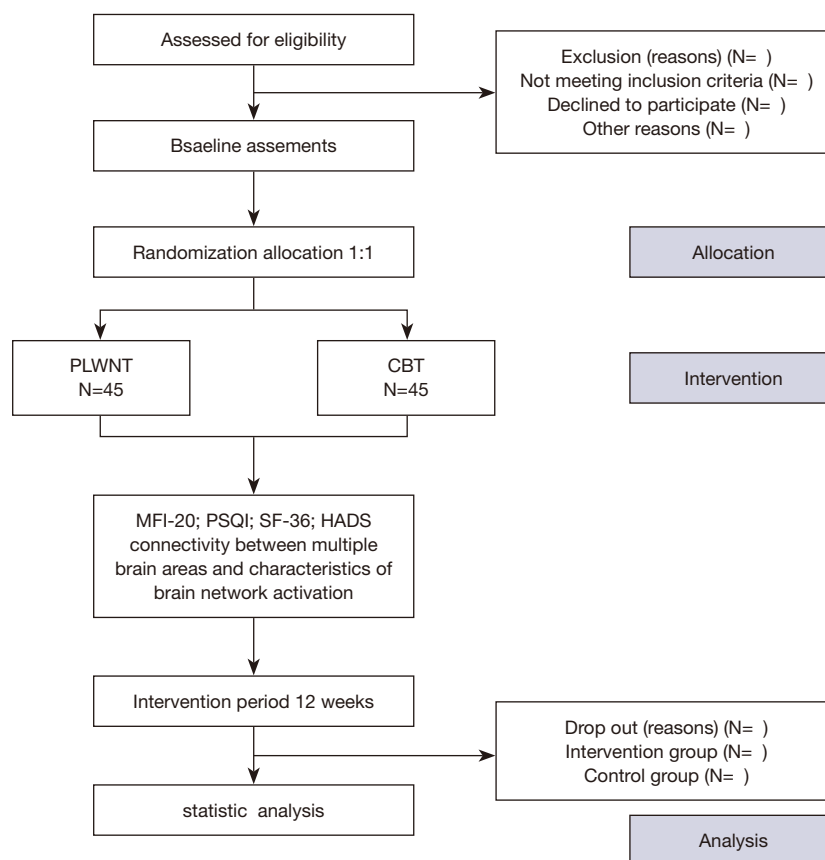 Assessed for eligibility
Exclusion (reasons) (N=  )
Not meeting inclusion criteria (N=  )
Declined to participate (N=  )
Other reasons (N=  )
Bsaeline assements
Randomization allocation 1:1
Allocation
PLWNT
N=45
CBT
N=45
Intervention
MFI-20; PSQI; SF-36; HADS
connectivity between multiple
brain areas and characteristics of
brain network activation
Intervention period 12 weeks
Drop out (reasons) (N=  )
Intervention group (N=  )
Control group (N=  )
statistic analysis
Analysis